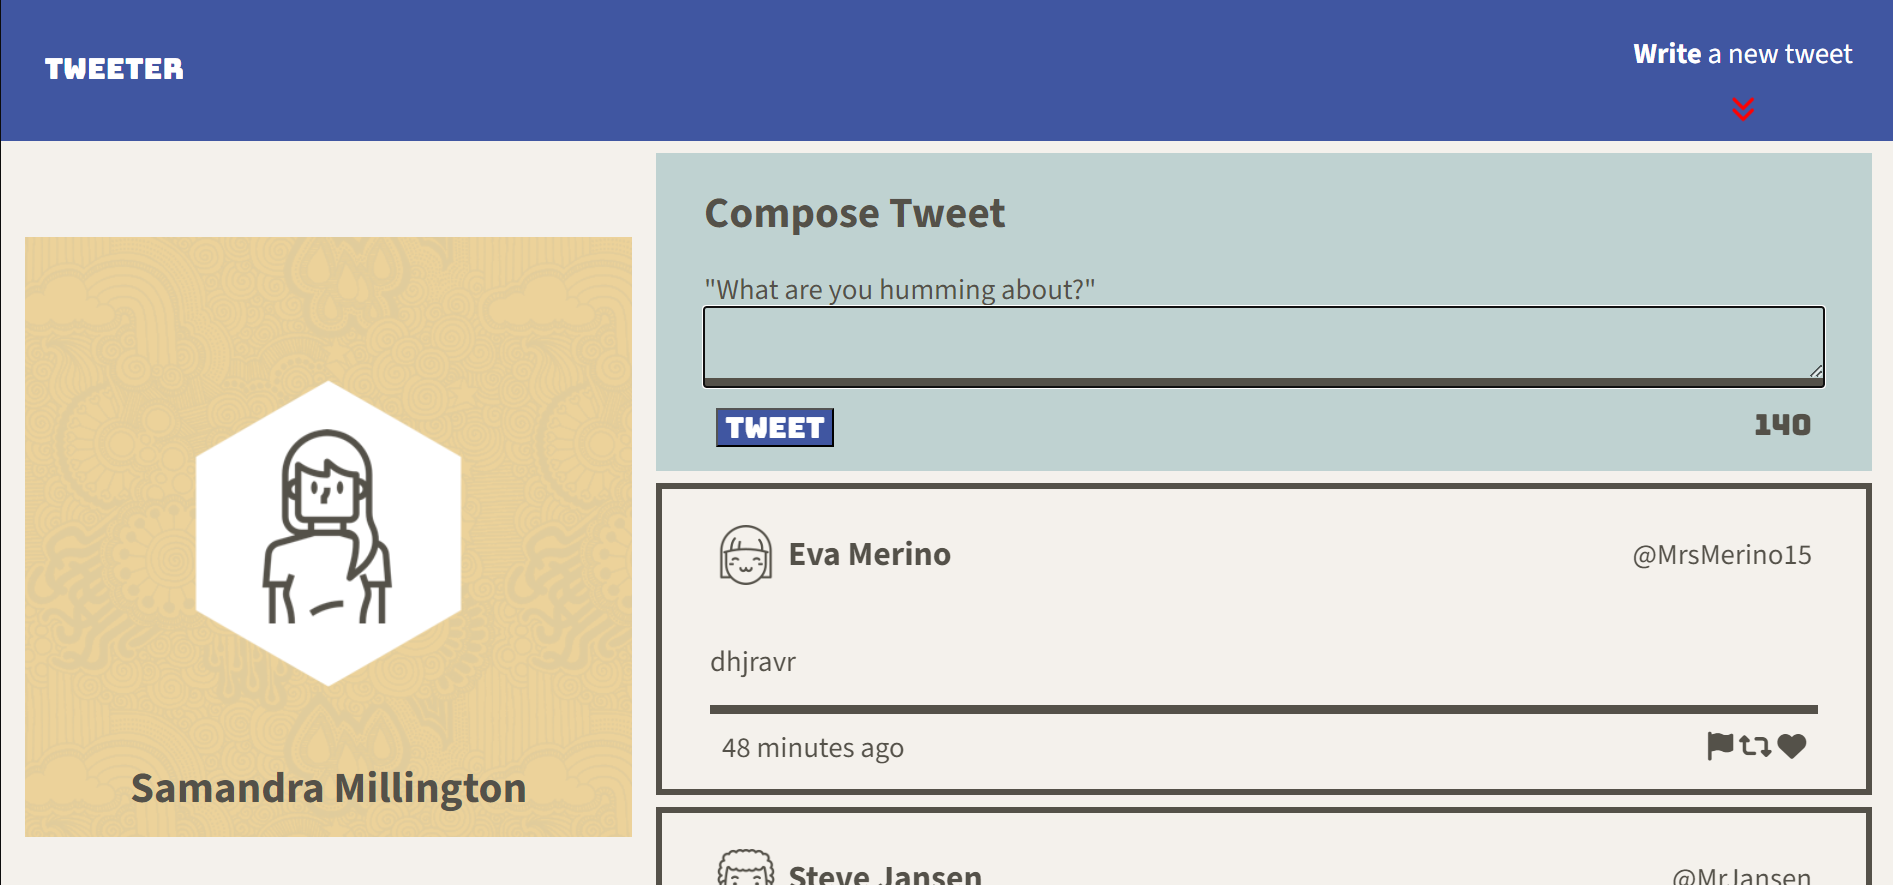 TWEETER
Write a new tweet
Samandra Millington
Compose Tweet
"What are you humming about?"
TWEET
140
Eva Merino
@MrsMerino15
dhjravr
48 minutes ago
Steve Jansen
@MrJansen